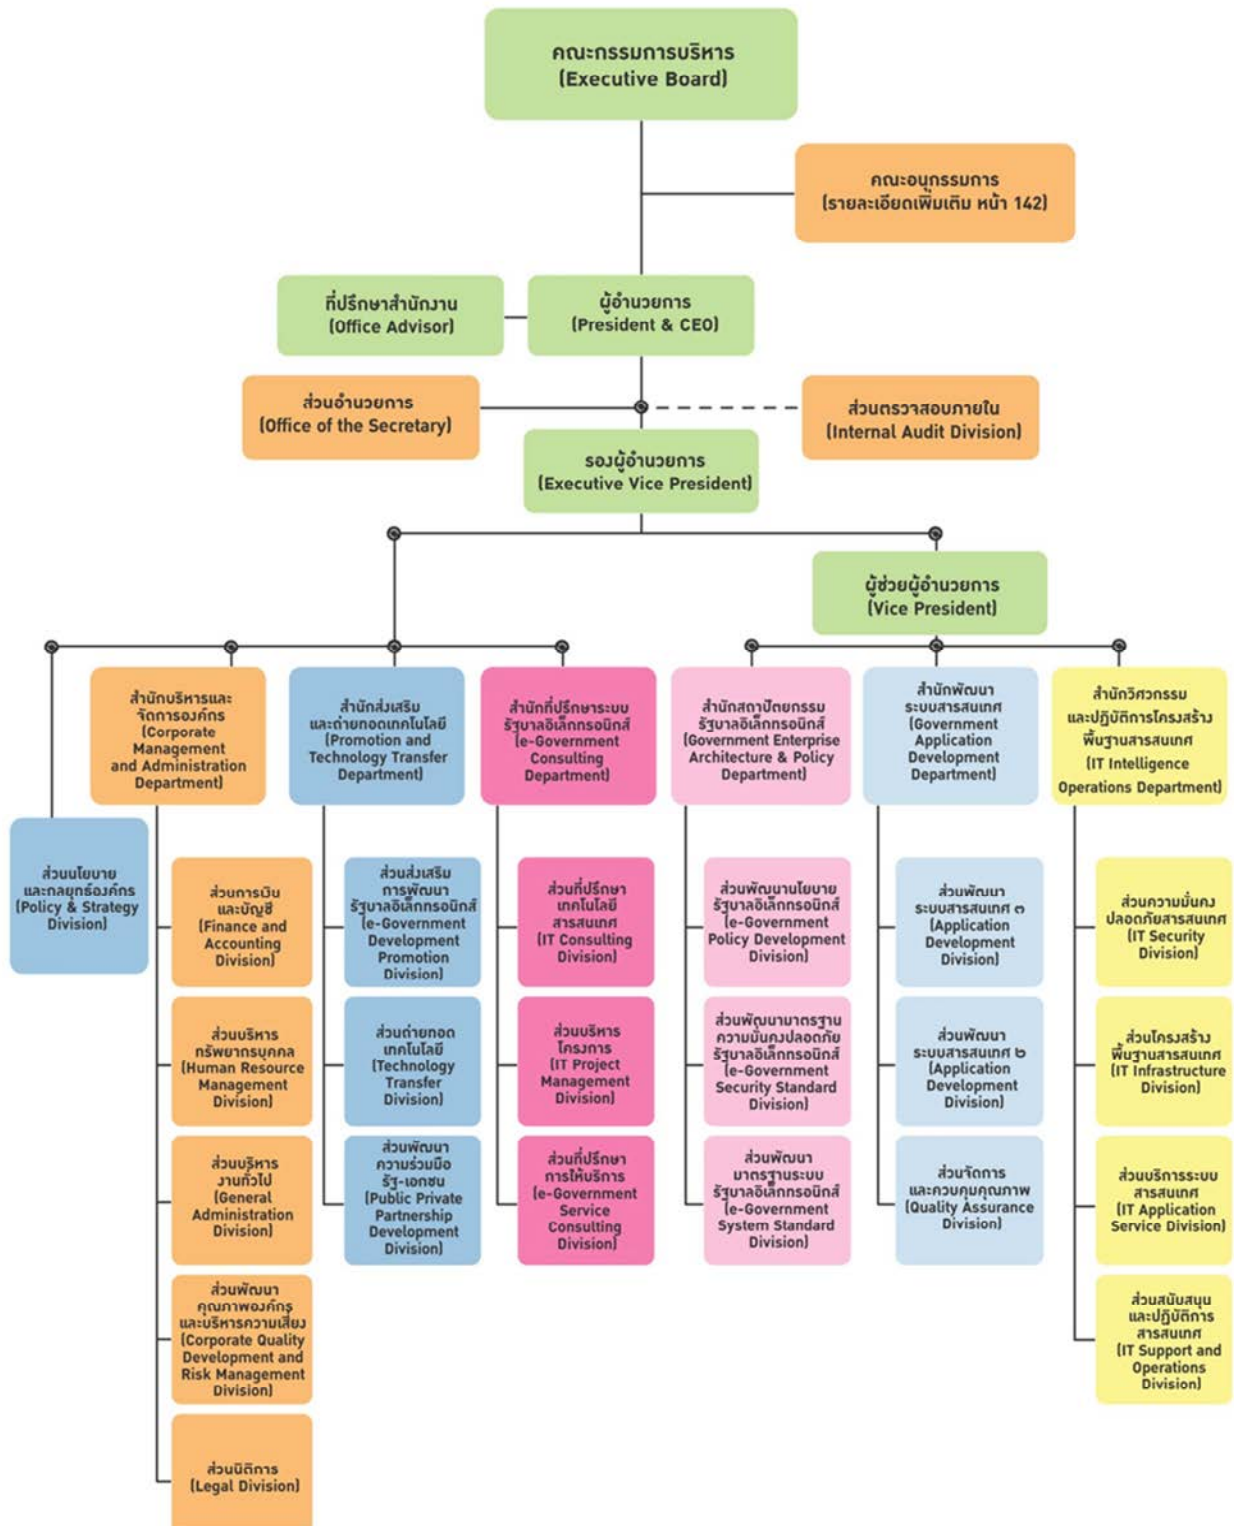 คณะกรรมการบริหาร
(Executive Board)
คณะอนุกรรมการ
(รายละเอียดเพิ่มเติม หน้า 142)
ที่ปรึกษาสำนักงาน
(Office Advisor)
ผู้อำนวยการ
(President & CEO)
ส่วนอำนวยการ
(Office of the Secretary)
ส่วนตรวจสอบภายใน
(Internal Audit Division)
รองผู้อำนวยการ
(Executive Vice President)
ผู้ช่วยผู้อำนวยการ
(Vice President)
สำนักบริหารและ
จัดการองค์กร
(Corporate
Management
and Administration
Department)
สำนักส่งเสริม
และถ่ายทอดเทคโนโลยี
(Promotion and
Technology Transfer
Department)
สำนักที่ปรึกษาระบบ
รัฐบาลอิเล็กทรอนิกส์
(e-Government
Consulting
Department)
สำนักสถาปัตยกรรม
รัฐบาลอิเล็กทรอนิกส์
(Government Enterprise
Architecture & Policy
Department)
สำนักพัฒนา
ระบบสารสนเทศ
(Government
Application
Development
Department)
สำนักวิศวกรรม
และปฏิบัติการโครงสร้าง
พื้นฐานสารสนเทศ
(IT Intelligence
Operations Department)
ส่วนนโยบาย
และกลยุทธ์องค์กร
(Policy & Strategy
Division)
ส่วนการเงิน
และบัญชี
(Finance and
Accounting
Division)
ส่วนบริหาร
ทรัพยากรบุคคล
(Human Resource
Management
Division)
ส่วนบริหาร
งานทั่วไป
(General
Administration
Division)
ส่วนพัฒนา
คุณภาพองค์กร
และบริหารความเสี่ยง
(Corporate Quality
Development and
Risk Management
Division)
ส่วนนิติการ
(Legal Division)
ส่วนส่งเสริม
การพัฒนา
รัฐบาลอิเล็กทรอนิกส์
(e-Government
Development
Promotion
Division)
ส่วนถ่ายทอด
เทคโนโลยี
(Technology
Transfer
Division)
ส่วนพัฒนา
ความร่วมมือ
รัฐ-เอกชน
(Public Private
Partnership
Development
Division)
ส่วนที่ปรึกษา
เทคโนโลยี
สารสนเทศ
(IT Consulting
Division)
ส่วนบริหาร
โครงการ
(IT Project
Management
Division)
ส่วนที่ปรึกษา
การให้บริการ
(e-Government
Service
Consulting
Division)
ส่วนพัฒนานโยบาย
รัฐบาลอิเล็กทรอนิกส์
(e-Government
Policy Development
Division)
ส่วนพัฒนามาตรฐาน
ความมั่นคงปลอดภัย
รัฐบาลอิเล็กทรอนิกส์
(e-Government
Security Standard
Division)
ส่วนพัฒนา
มาตรฐานระบบ
รัฐบาลอิเล็กทรอนิกส์
(e-Government
System Standard
Division)
ส่วนพัฒนา
ระบบสารสนเทศ ๑
(Application
Development
Division)
ส่วนพัฒนา
ระบบสารสนเทศ ๒
(Application
Development
Division)
ส่วนจัดการ
และควบคุมคุณภาพ
(Quality Assurance
Division)
ส่วนความมั่นคง
ปลอดภัยสารสนเทศ
(IT Security
Division)
ส่วนโครงสร้าง
พื้นฐานสารสนเทศ
(IT Infrastructure
Division)
ส่วนบริการระบบ
สารสนเทศ
(IT Application
Service Division)
ส่วนสนับสนุน
และปฏิบัติการ
สารสนเทศ
(IT Support and
Operations
Division)